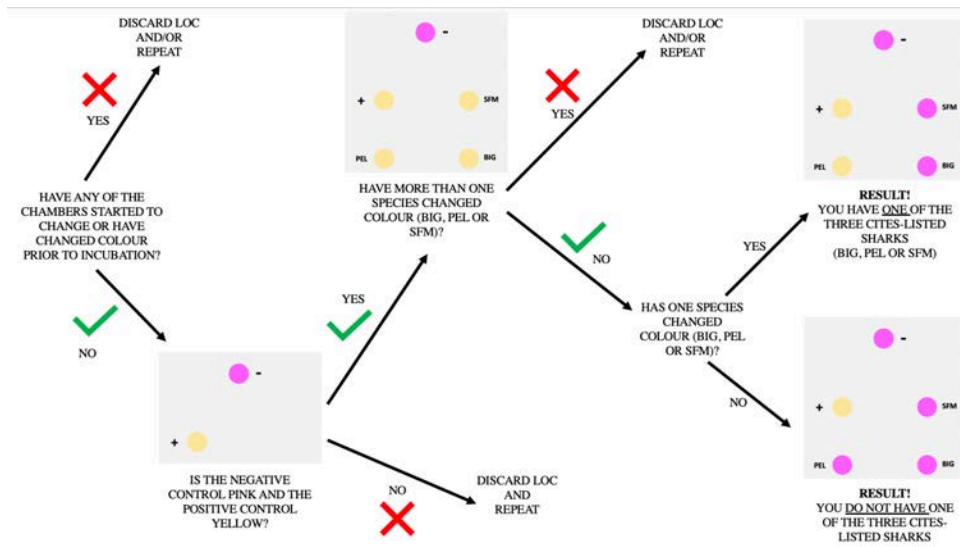 DISCARD LOC
AND/OR
REPEAT
YES
HAVE ANY OF THE
CHAMBERS STARTED TO
CHANGE OR HAVE
CHANGED COLOUR
PRIOR TO INCUBATION?
NO
-
+
IS THE NEGATIVE
CONTROL PINK AND THE
POSITIVE CONTROL
YELLOW?
YES
NO
DISCARD LOC
AND
REPEAT
-
+
SFM
PEL
BIG
HAVE MORE THAN ONE
SPECIES CHANGED
COLOUR (BIG, PEL OR
SFM)?
DISCARD LOC
AND/OR
REPEAT
YES
NO
HAS ONE SPECIES
CHANGED
COLOUR (BIG, PEL
OR SFM)?
YES
-
+
SFM
PEL
BIG
RESULT!
YOU HAVE ONE OF THE
THREE CITES-LISTED
SHARKS
(BIG, PEL OR SFM)
NO
-
+
SFM
PEL
BIG
RESULT!
YOU DO NOT HAVE ONE
OF THE THREE CITES-
LISTED SHARKS